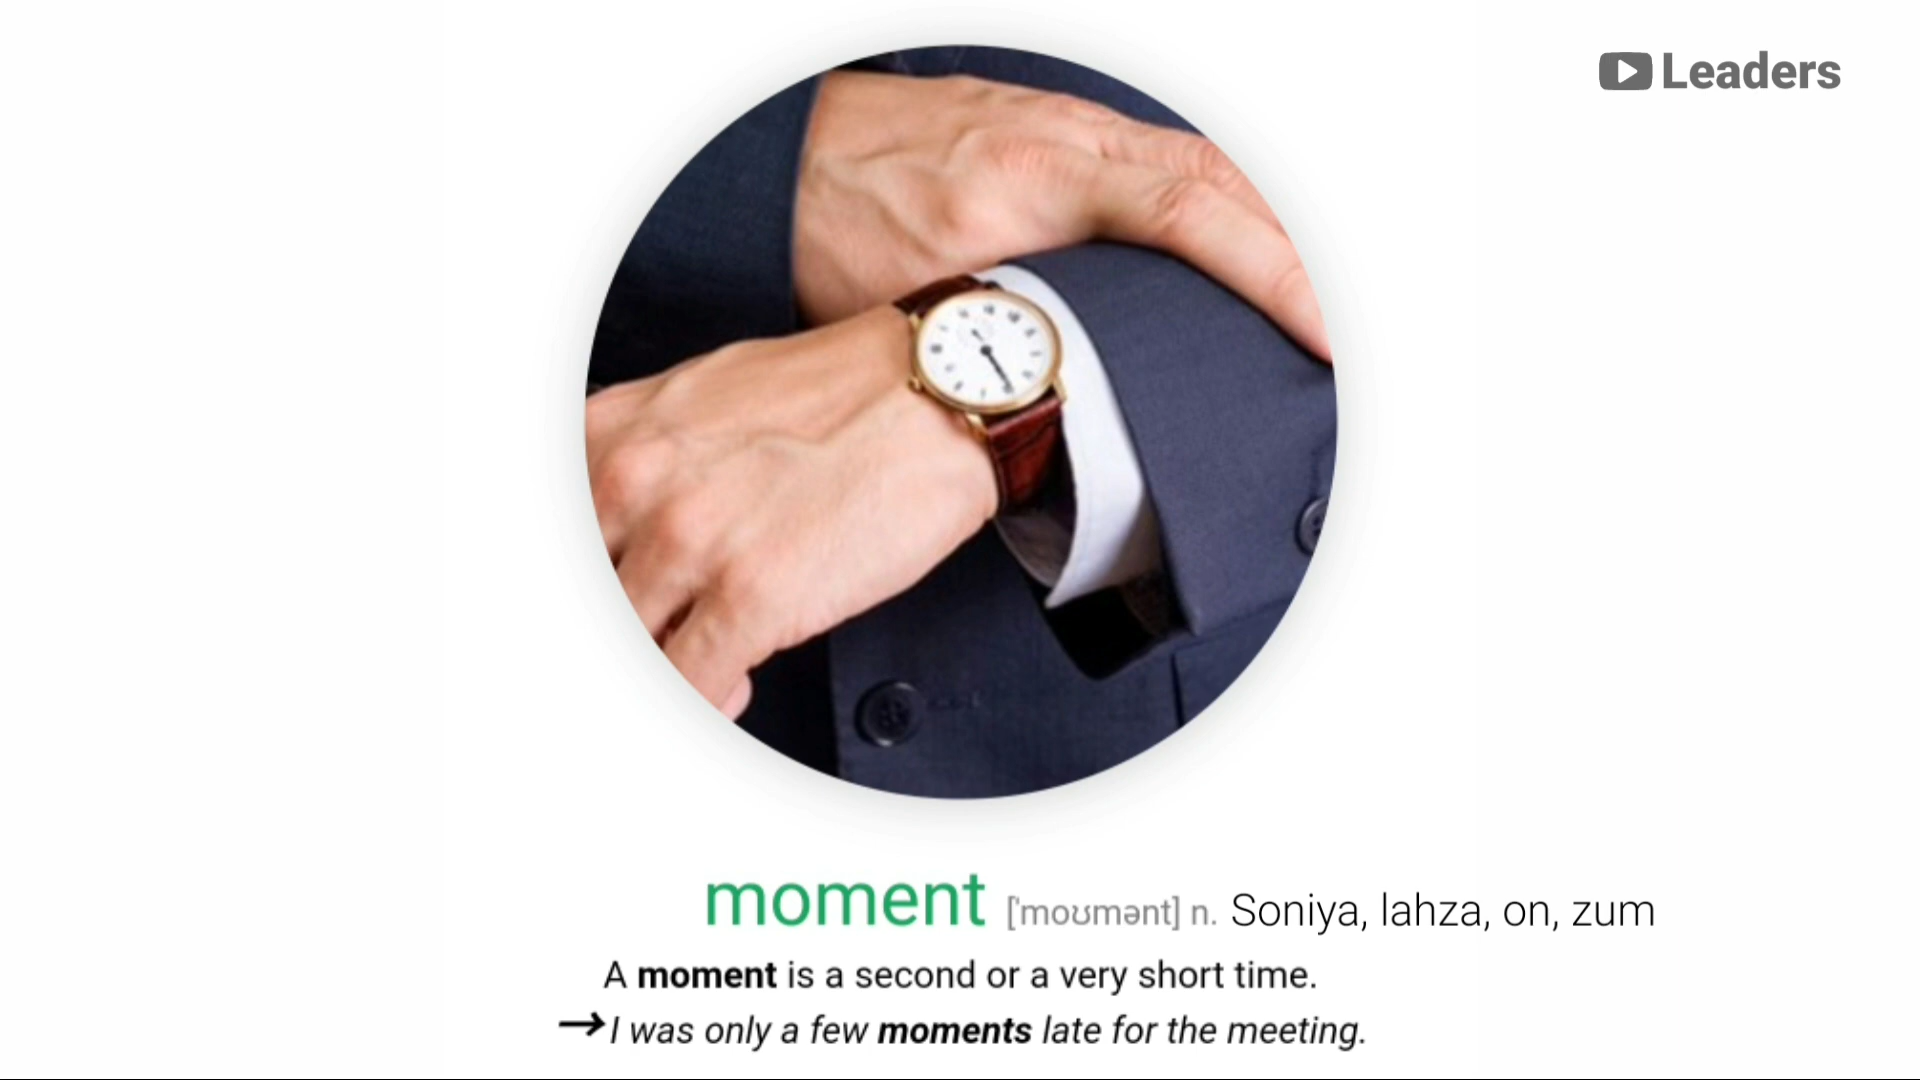 Leaders
moment ['moʊmənt] n. Soniya, lahza, on, zum
A moment is a second or a very short time.
→I was only a few moments late for the meeting.